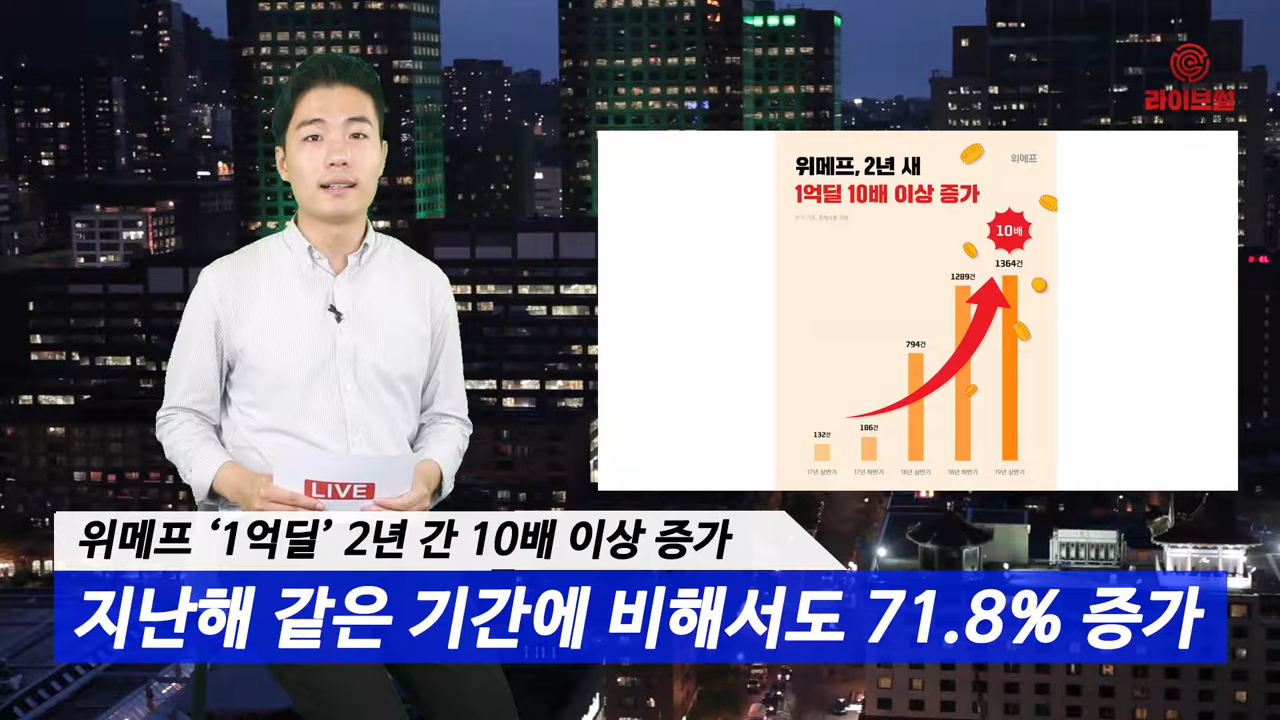 라이브썰
위메프, 2년 새
위메프
1억딜 10배 이상 증가
10배
1364건
1289건
794건
186건
132건
17년 상반기
17년 하반기
18년 상반기
18년 하반기
19년 상반기
LIVE
위메프 ‘1억딜’ 2년 간 10배 이상 증가
지난해 같은 기간에 비해서도 71.8% 증가